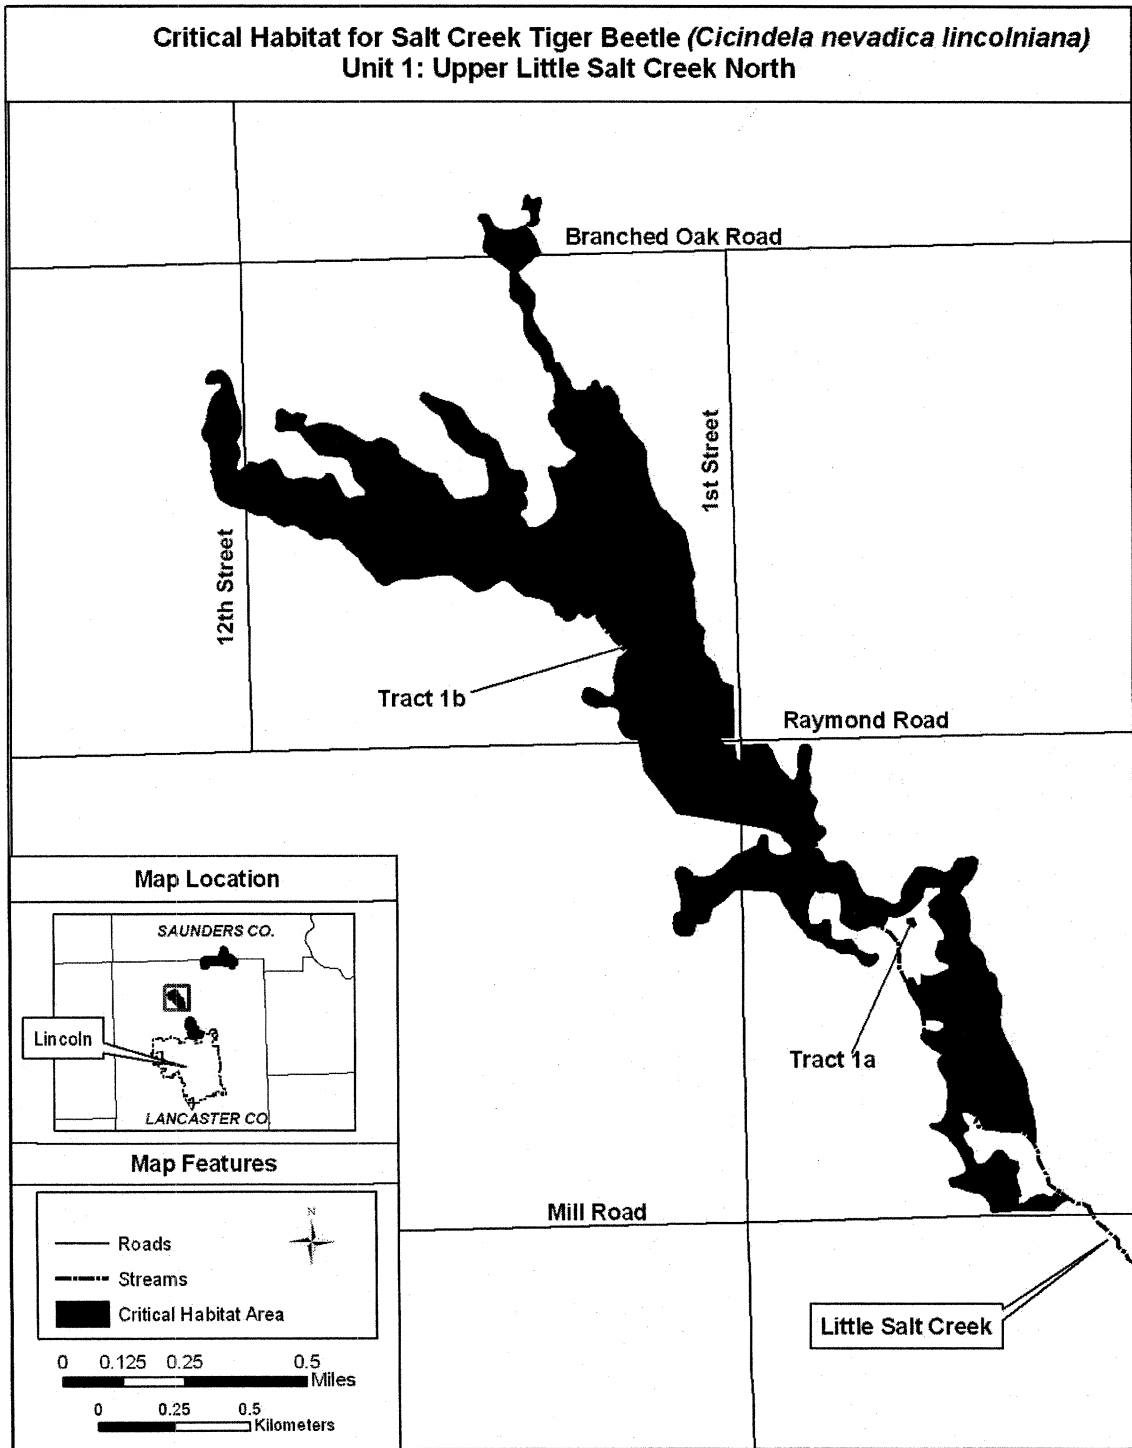 Critical Habitat for Salt Creek Tiger Beetle (Cicindela nevadica lincolniana)
Unit 1: Upper Little Salt Creek North
Branched Oak Road
1st Street
12th Street
Tract 1b
Raymond Road
Map Location
SAUNDERS CO.
Lincoln
LANCASTER CO
Tract 1a
Map Features
Mill Road
N
Roads
Streams
Critical Habitat Area
Little Salt Creek
0 0.125 0.25 0.5
Miles
0 0.25 0.5
Kilometers